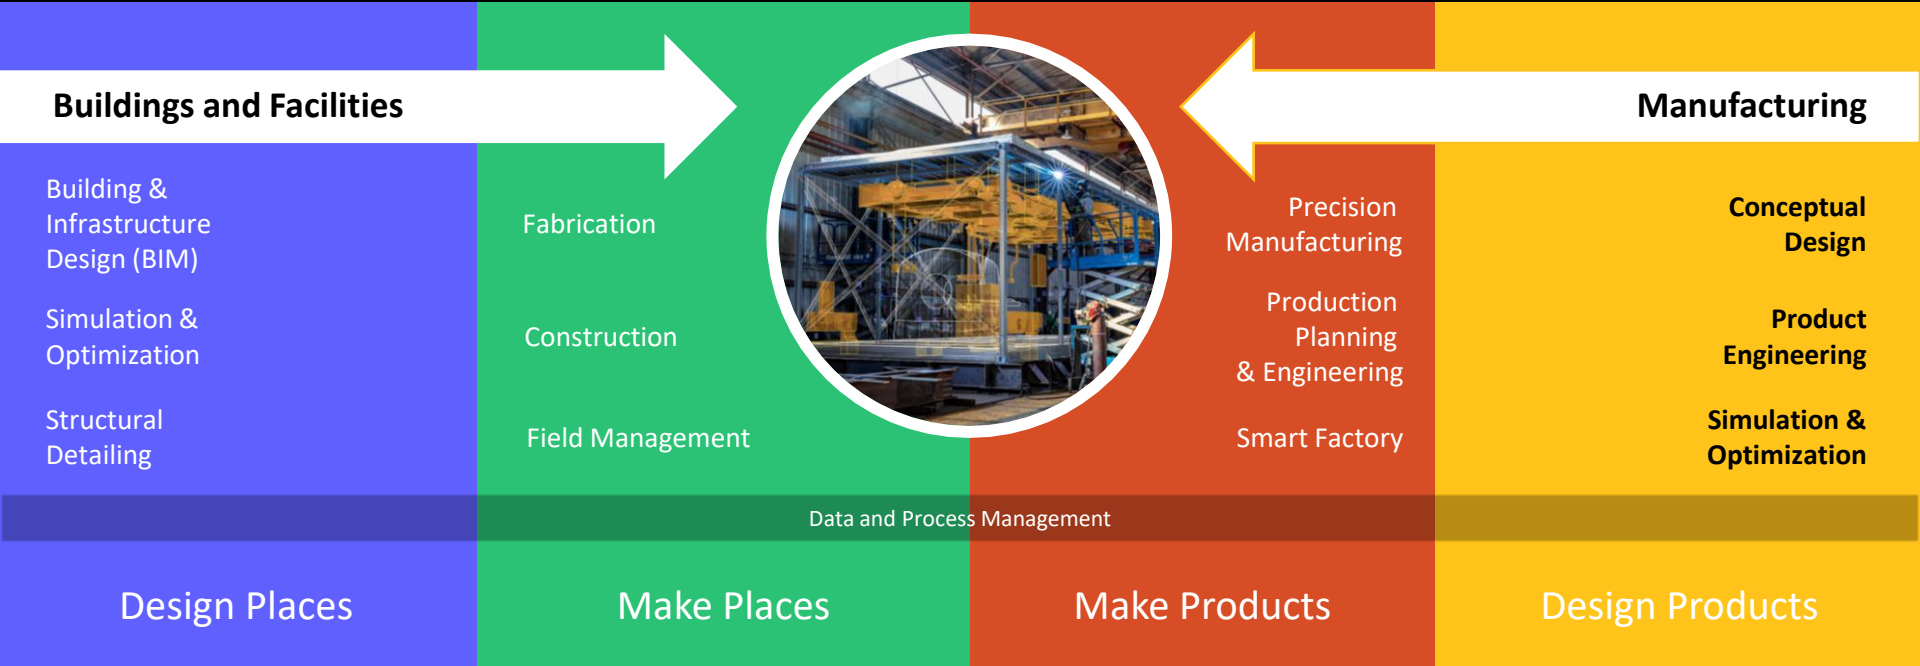 Buildings and Facilities
Manufacturing
Building &
Infrastructure
Design (BIM)
Simulation &
Optimization
Structural
Detailing
Fabrication
Construction
Field Management
Precision
Manufacturing
Production
Planning
& Engineering
Smart Factory
Conceptual
Design
Product
Engineering
Simulation &
Optimization
Data and Process Management
Design Places
Make Places
Make Products
Design Products